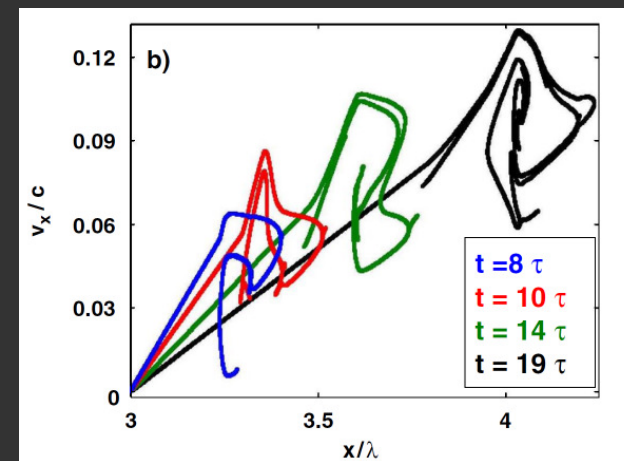 b)
0.12
0.09
0.06
0.03
0
v_x / c
3
3.5
4
x/λ
t =8 τ
t = 10 τ
t = 14 τ
t = 19 τ